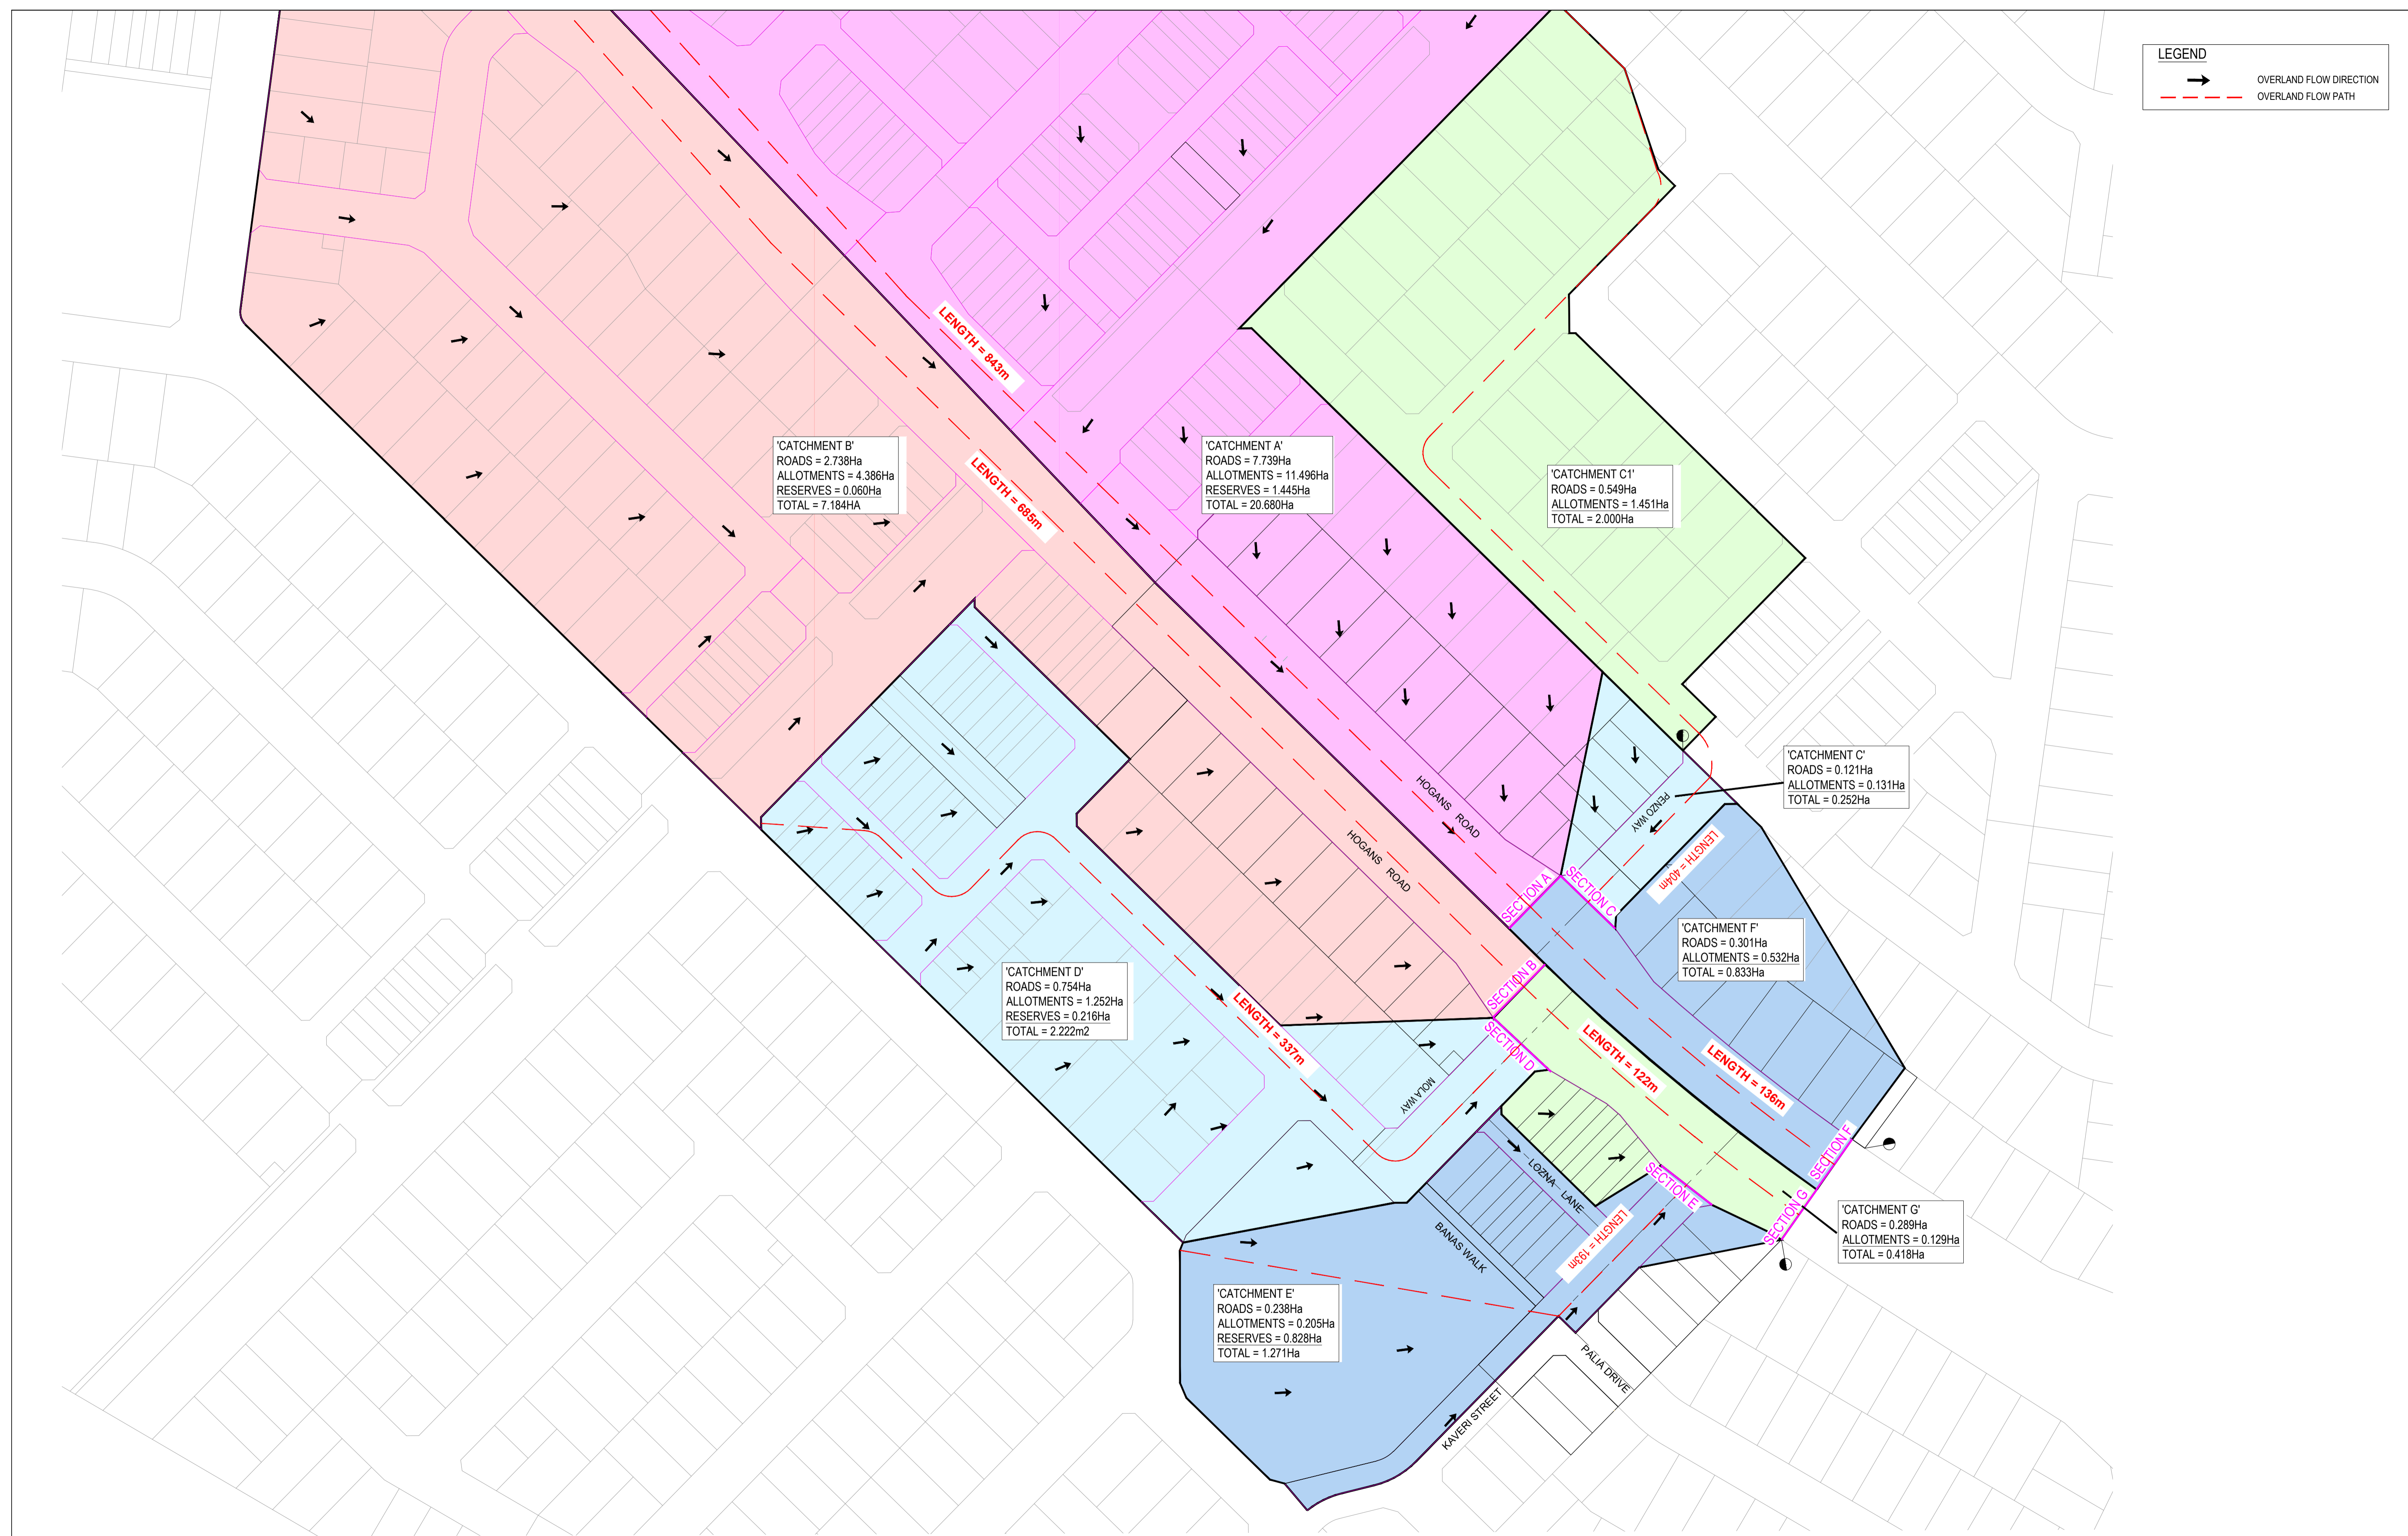 LEGEND
OVERLAND FLOW DIRECTION
OVERLAND FLOW PATH
LENGTH = 843m
LENGTH = 685m
'CATCHMENT B'
ROADS = 2.738Ha
ALLOTMENTS = 4.386Ha
RESERVES = 0.060Ha
TOTAL = 7.184HA
'CATCHMENT A'
ROADS = 7.739Ha
ALLOTMENTS = 11.496Ha
RESERVES = 1.445Ha
TOTAL = 20.680Ha
'CATCHMENT C1'
ROADS = 0.549Ha
ALLOTMENTS = 1.451Ha
TOTAL = 2.000Ha
'CATCHMENT C'
ROADS = 0.121Ha
ALLOTMENTS = 0.131Ha
TOTAL = 0.252Ha
HOGANS ROAD
HOGANS ROAD
PENZO WAY
LENGTH = 404m
SECTION A
SECTION C
'CATCHMENT F'
ROADS = 0.301Ha
ALLOTMENTS = 0.532Ha
TOTAL = 0.833Ha
SECTION B
SECTION D
'CATCHMENT D'
ROADS = 0.754Ha
ALLOTMENTS = 1.252Ha
RESERVES = 0.216Ha
TOTAL = 2.222m2
LENGTH = 337m
LENGTH = 122m
LENGTH = 136m
MOLA WAY
LOZNA LANE
SECTION E
SECTION F
SECTION G
'CATCHMENT G'
ROADS = 0.289Ha
ALLOTMENTS = 0.129Ha
TOTAL = 0.418Ha
BANAS WALK
LENGTH = 193m
'CATCHMENT E'
ROADS = 0.238Ha
ALLOTMENTS = 0.205Ha
RESERVES = 0.828Ha
TOTAL = 1.271Ha
PALIA DRIVE
KAVERI STREET